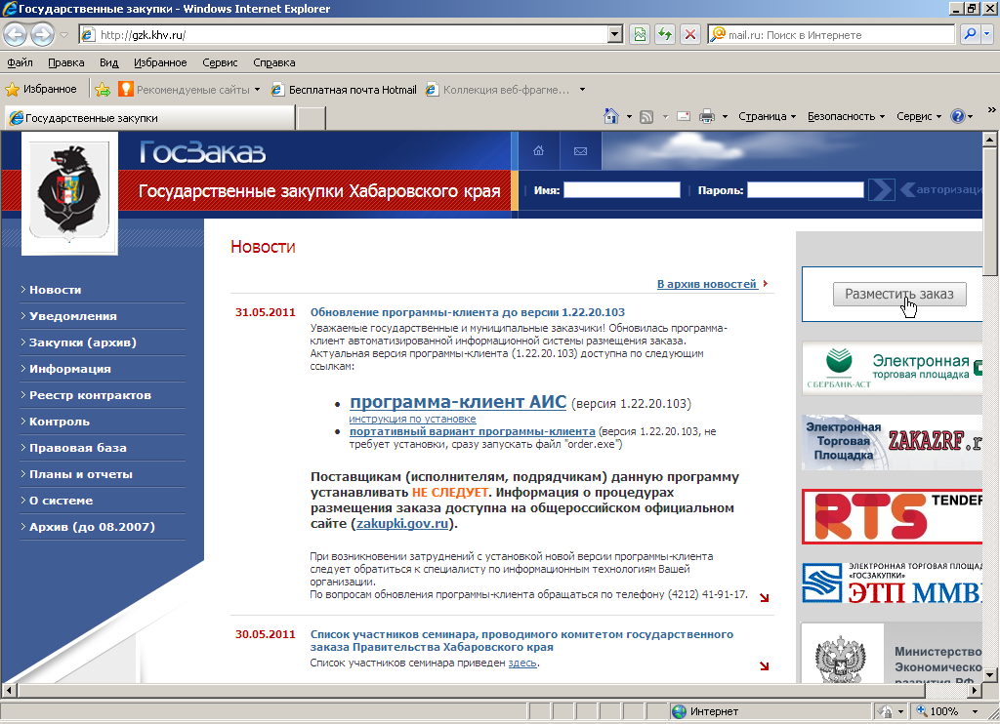 Государственные закупки - Windows Internet Explorer
http://gzk.khv.ru/
mail.ru: Поиск в Интернете
Файл Правка Вид Избранное Сервис Справка
Избранное Рекомендуемые сайты Бесплатная почта Hotmail Коллекция веб-фрагме...
Государственные закупки
Страница Безопасность Сервис
ГосЗаказ
Государственные закупки Хабаровского края
Имя: Пароль: авторизаци
Новости
Уведомления
Закупки (архив)
Информация
Реестр контрактов
Контроль
Правовая база
Планы и отчеты
О системе
Архив (до 08.2007)
Новости
В архив новостей
31.05.2011 Обновление программы-клиента до версии 1.22.20.103
Уважаемые государственные и муниципальные заказчики! Обновилась программа-
клиент автоматизированной информационной системы размещения заказа.
Актуальная версия программы-клиента (1.22.20.103) доступна по следующим
ссылкам:
• программа-клиент АИС (версия 1.22.20.103)
инструкция по установке
• портативный вариант программы-клиента (версия 1.22.20.103, не
требует установки, сразу запускать файл "order.exe")
Поставщикам (исполнителям, подрядчикам) данную программу
устанавливать НЕ СЛЕДУЕТ. Информация о процедурах
размещения заказа доступна на общероссийском официальном
сайте (zakupki.gov.ru).
При возникновении затруднений с установкой новой версии программы-клиента
следует обратиться к специалисту по информационным технологиям Вашей
организации.
По вопросам обновления программы-клиента обращаться по телефону (4212) 41-91-17.
30.05.2011 Список участников семинара, проводимого комитетом государственного
заказа Правительства Хабаровского края
Список участников семинара приведен здесь.
Разместить заказ
СБЕРБАНК-АСТ
Электронная
торговая площадка
Электронная
Торговая
Площадка
ZAKAZRF.r
RTS TENDER
ЭЛЕКТРОННАЯ ТОРГОВАЯ ПЛОЩАД
«ГОСЗАКУПКИ»
ЭТП ММВ
Министерство
Экономическо
развития РФ
Интернет
100%